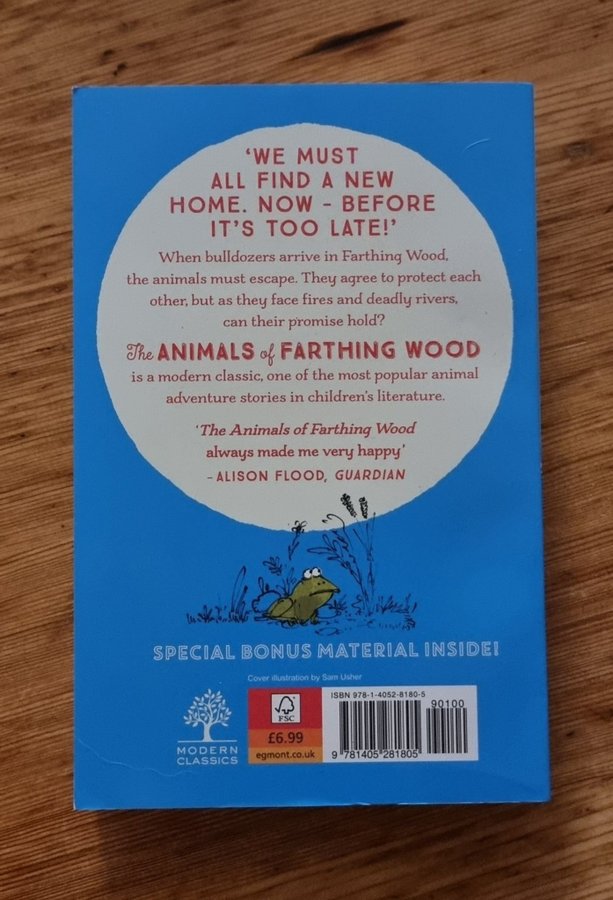 ‘WE MUST
ALL FIND A NEW
HOME. NOW – BEFORE
IT’S TOO LATE!’
When bulldozers arrive in Farthing Wood,
the animals must escape. They agree to protect each
other, but as they face fires and deadly rivers,
can their promise hold?
The ANIMALS of FARTHING WOOD
is a modern classic, one of the most popular animal
adventure stories in children’s literature.
‘The Animals of Farthing Wood
always made me very happy’
– ALISON FLOOD, GUARDIAN
SPECIAL BONUS MATERIAL INSIDE!
Cover illustration by Sam Usher
MODERN
CLASSICS
FSC
£6.99
egmont.co.uk
ISBN 978-1-4052-8180-5
90100
9 781405 281805